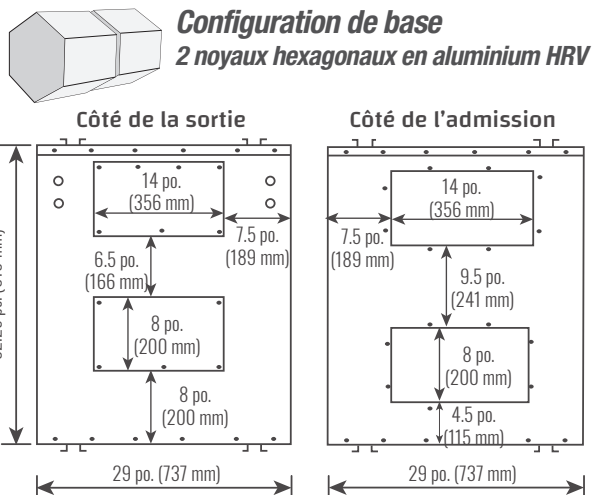 Configuration de base
2 noyaux hexagonaux en aluminium HRV
Côté de la sortie
14 po.
(356 mm)
7.5 po.
(189 mm)
6.5 po.
(166 mm)
8 po.
(200 mm)
8 po.
(200 mm)
29 po. (737 mm)
Côté de l'admission
14 po.
(356 mm)
7.5 po.
(189 mm)
9.5 po.
(241 mm)
8 po.
(200 mm)
4.5 po.
(115 mm)
29 po. (737 mm)